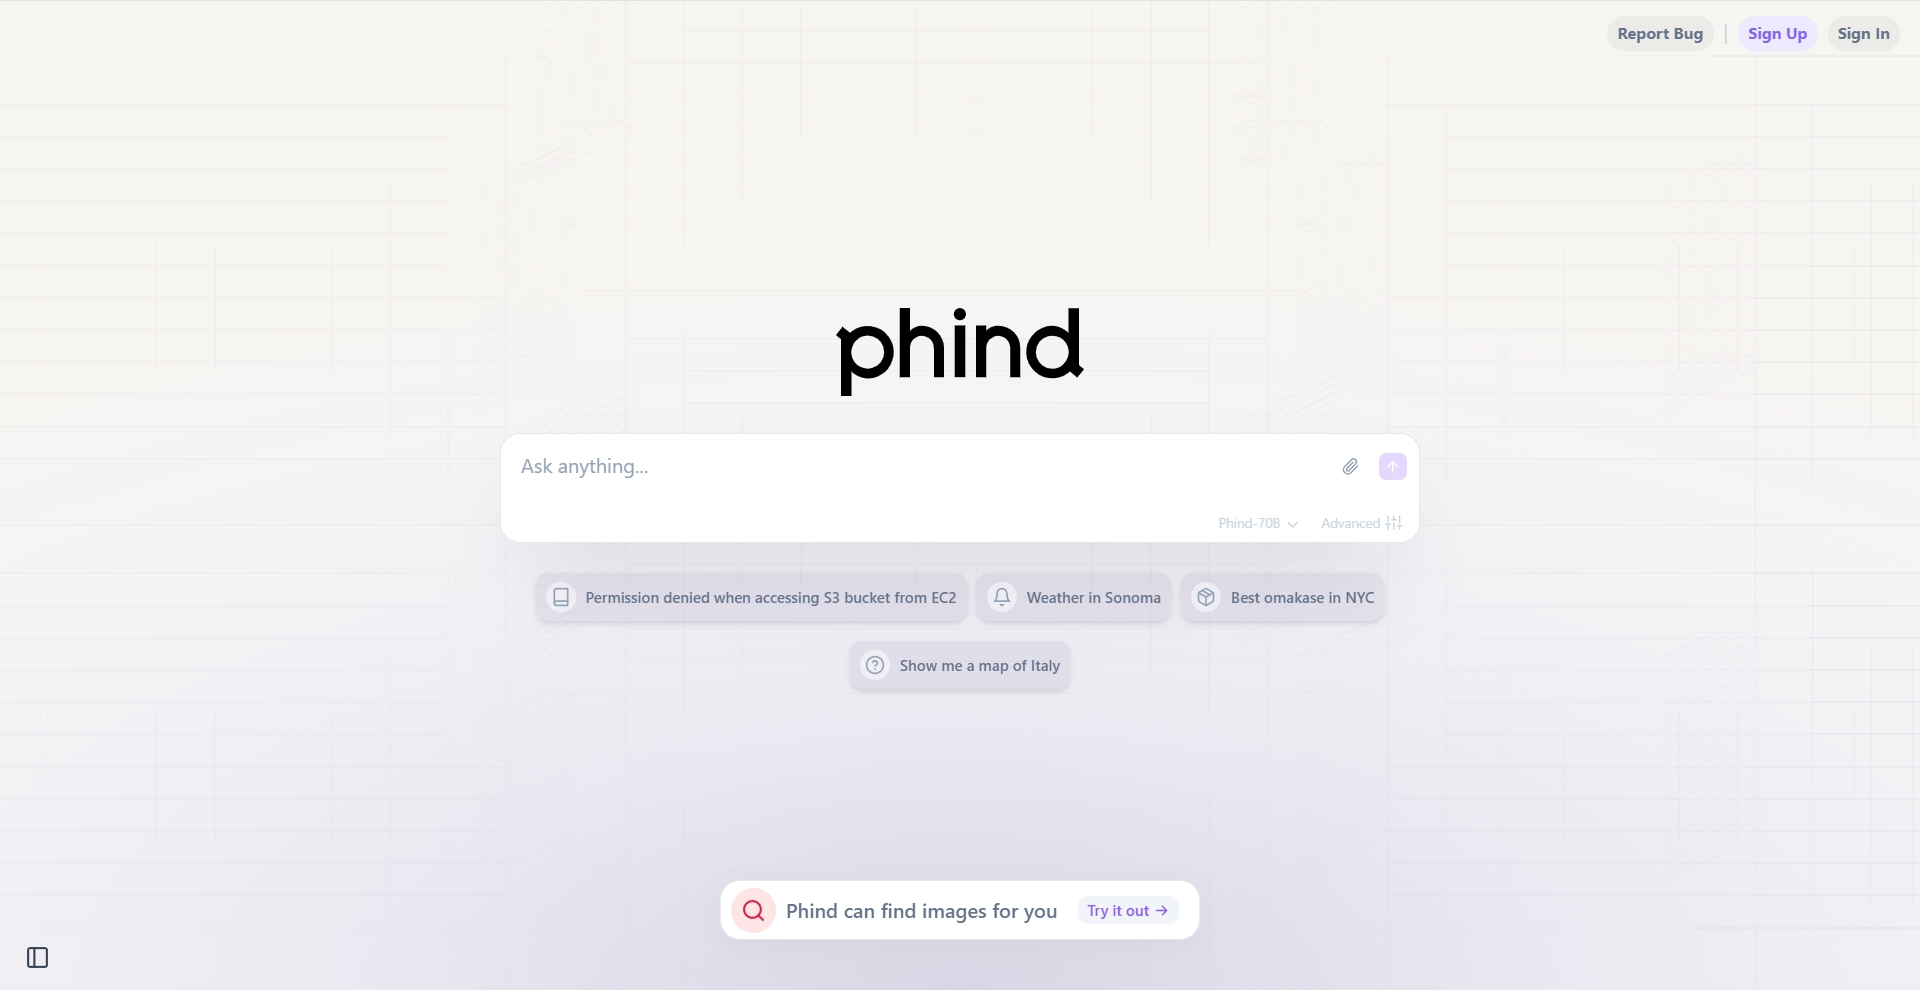 Report Bug | Sign Up Sign In
phind
Ask anything...
Phind-70B Advanced
Permission denied when accessing S3 bucket from EC2
Weather in Sonoma
Best omakase in NYC
Show me a map of Italy
Phind can find images for you Try it out →